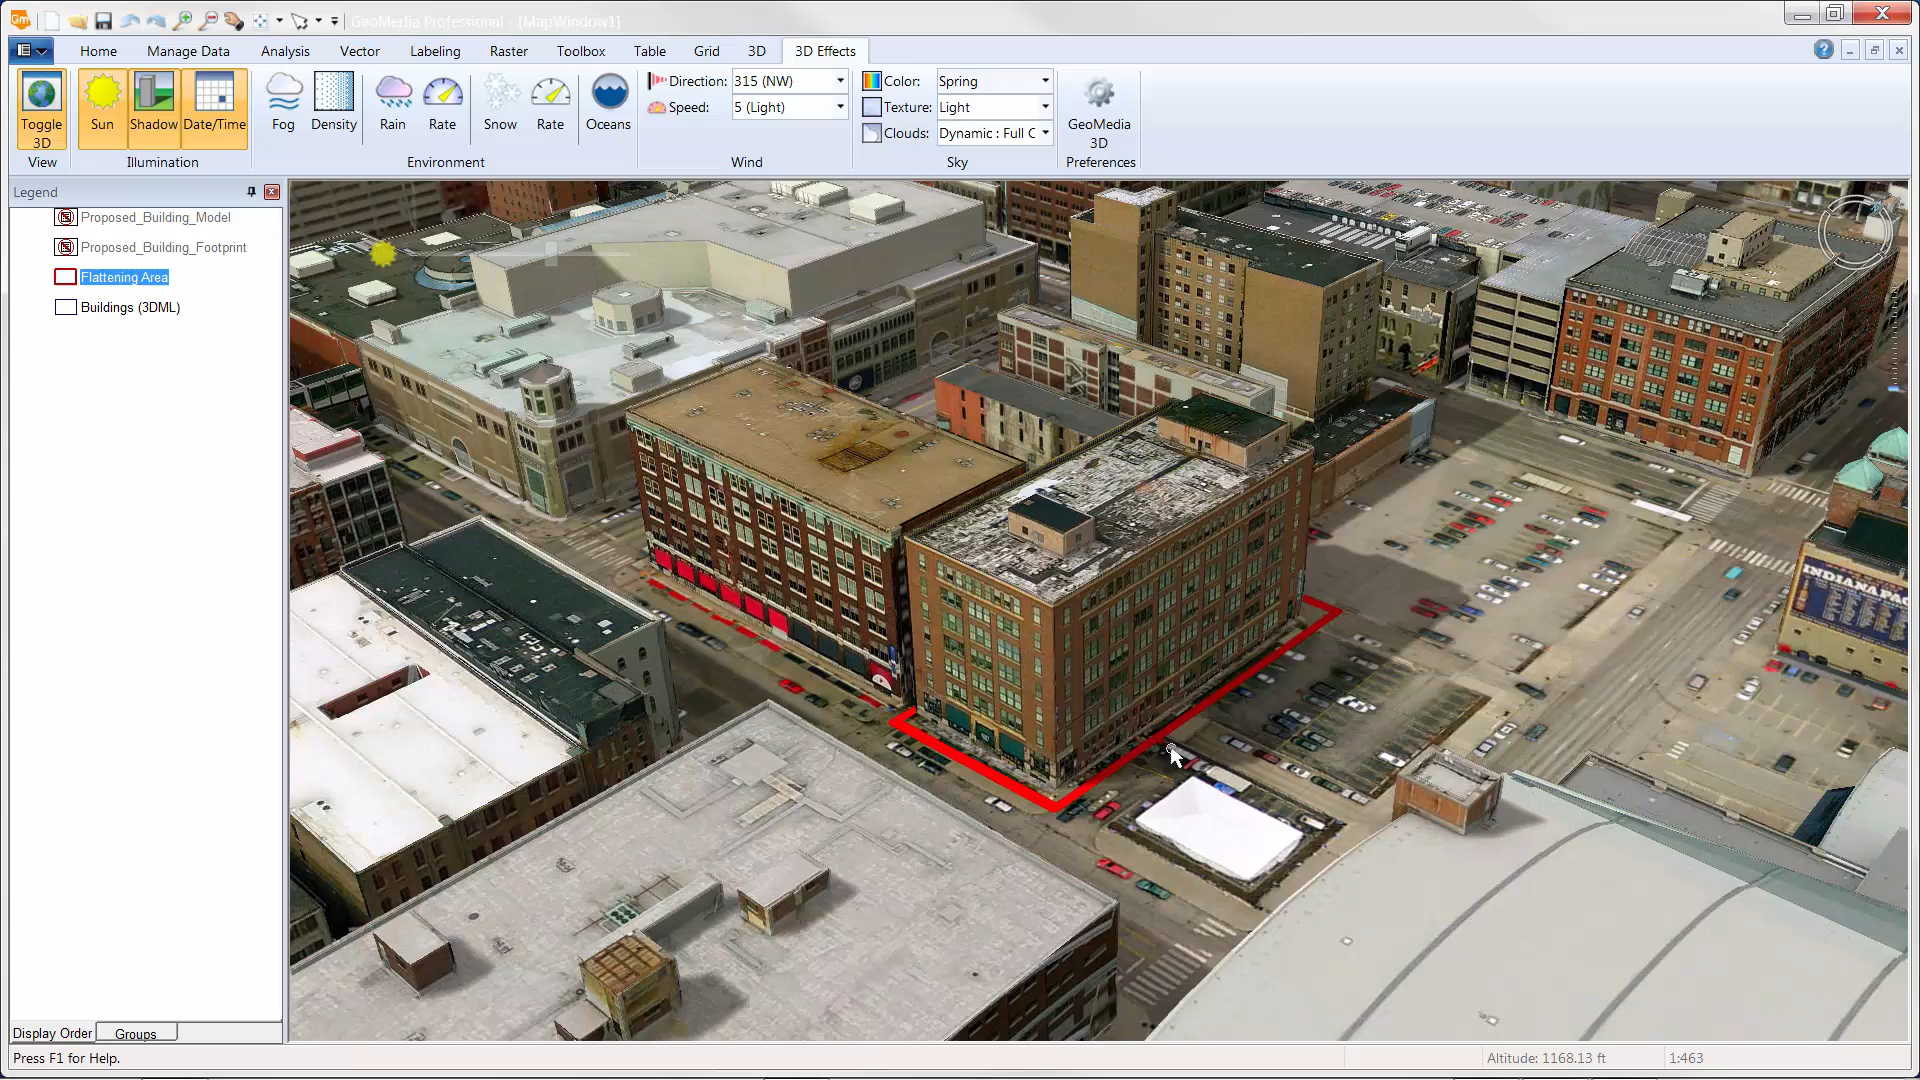 Gm
GeoMedia Professional - [MapWindow1]
Home Manage Data Analysis Vector Labeling Raster Toolbox Table Grid 3D 3D Effects
Toggle 3D
View
Sun
Shadow
Date/Time
Illumination
Fog
Density
Rain
Rate
Snow
Rate
Oceans
Environment
Direction: 315 (NW)
Speed: 5 (Light)
Wind
Color: Spring
Texture: Light
Clouds: Dynamic : Full C
Sky
GeoMedia 3D
Preferences
Legend
Proposed_Building_Model
Proposed_Building_Footprint
Flattening Area
Buildings (3DML)
Display Order Groups
Press F1 for Help.
Altitude: 1168.13 ft
1:463